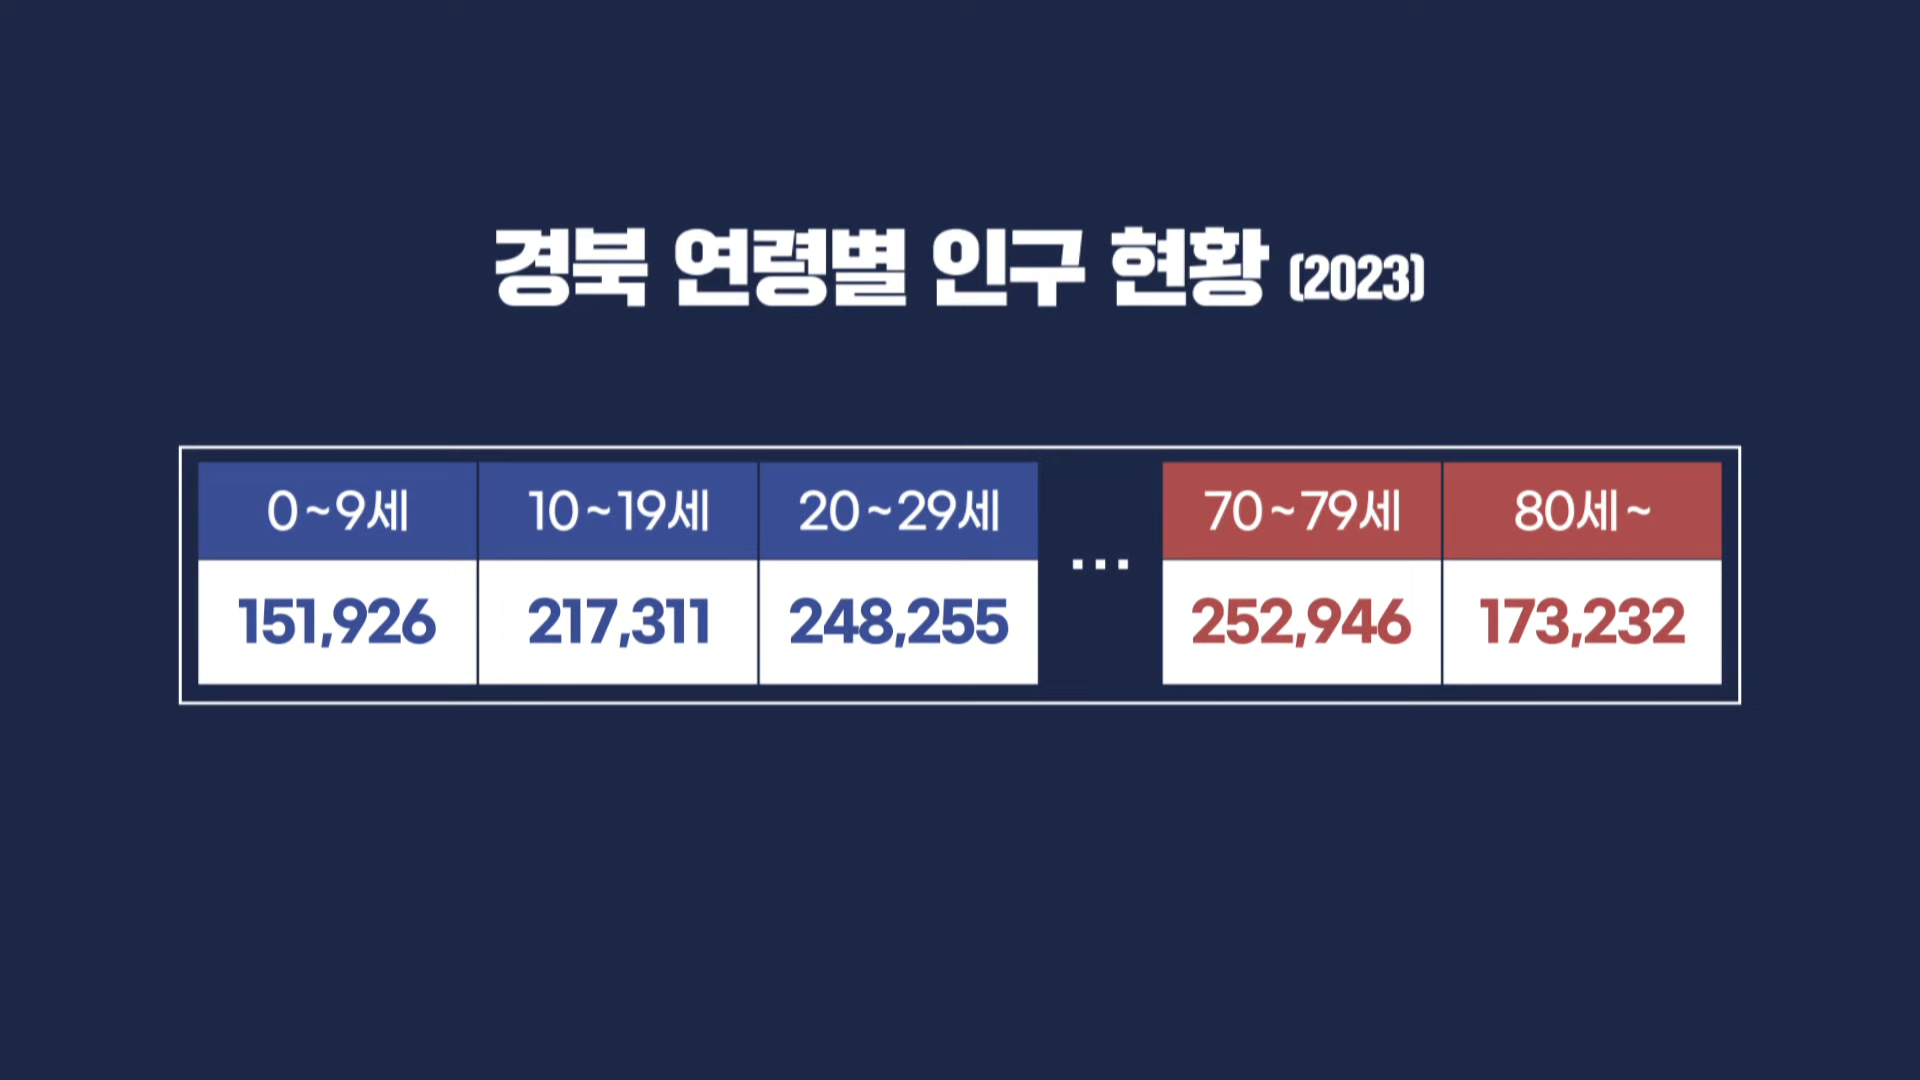 경북 연령별 인구 현황 (2023)
0~9세 10~19세 20~29세 ... 70~79세 80세~
151,926 217,311 248,255 252,946 173,232